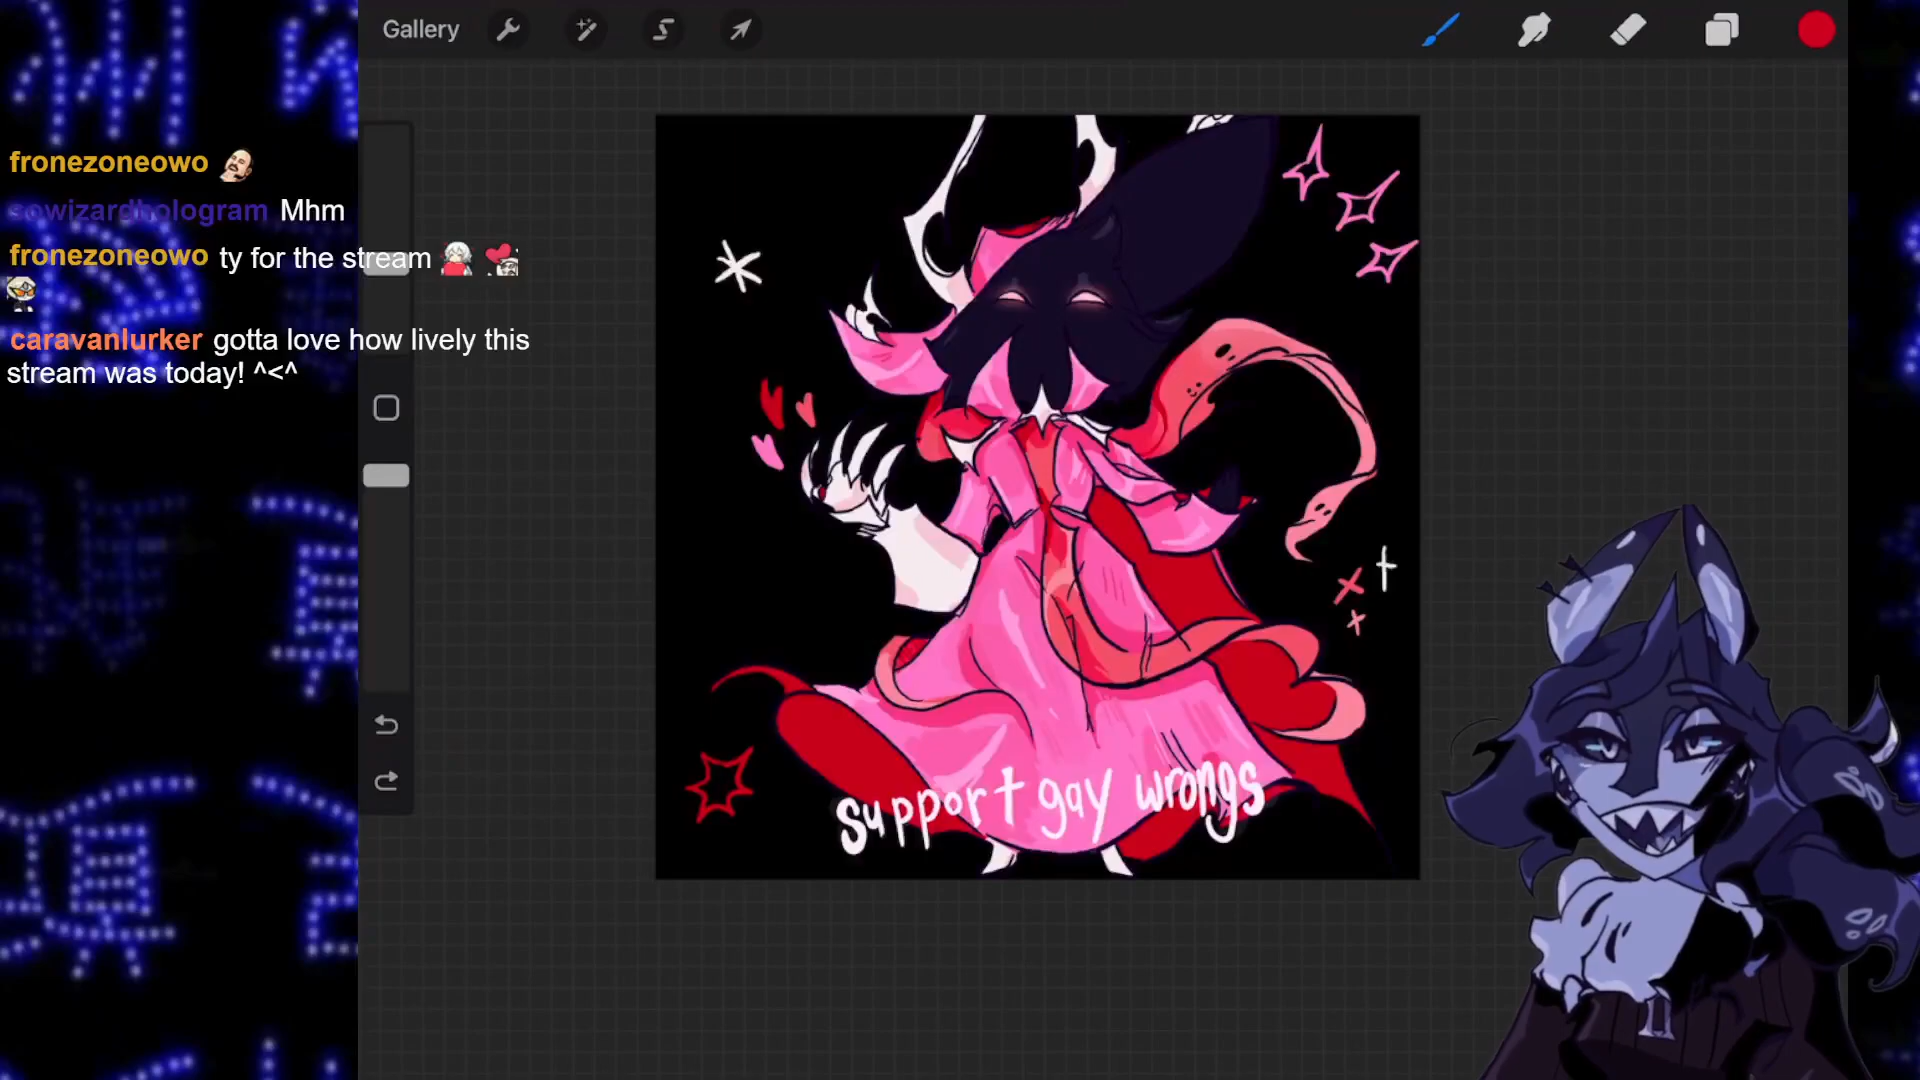 Gallery
fronezoneowo
sowizardhologram Mhm
fronezoneowo ty for the stream
caravanlurker gotta love how lively this
stream was today! ^<^
support gay wrongs